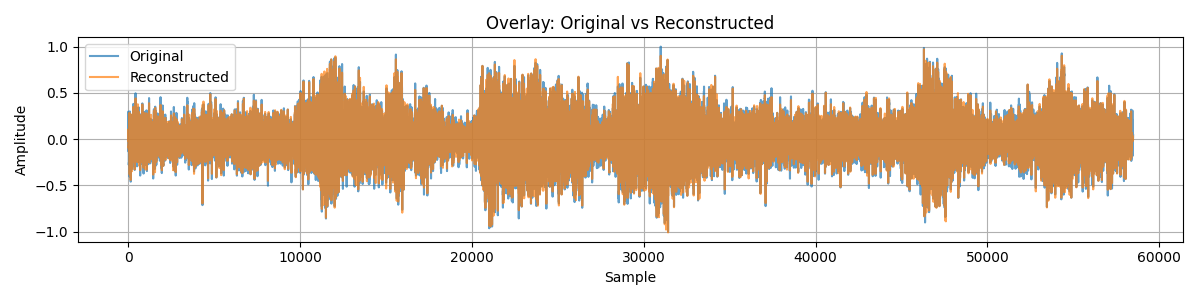 Overlay: Original vs Reconstructed
Original
Reconstructed
Amplitude
1.0
0.5
0.0
−0.5
−1.0
0 10000 20000 30000 40000 50000 60000
Sample